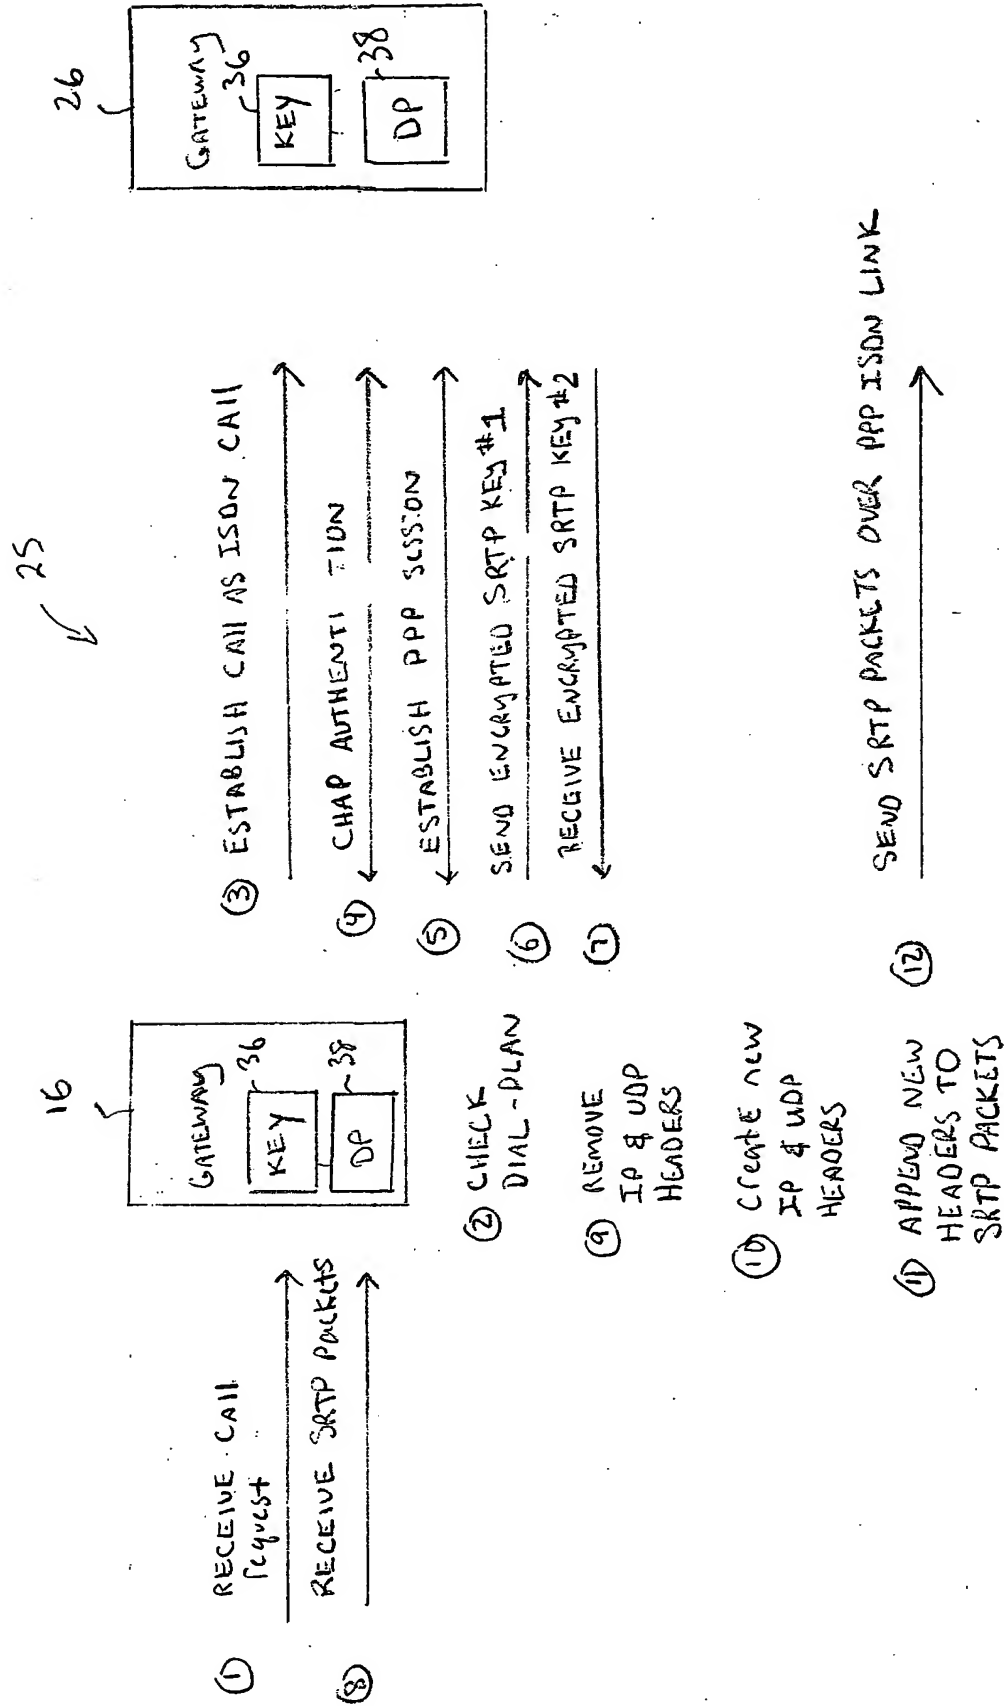 25
16
GATEWAY
KEY
36
DP
38
26
GATEWAY
KEY
36
DP
38
① RECEIVE CALL
request
⑧ RECEIVE SRTP PACKETS
② CHECK
DIAL-PLAN
⑨ REMOVE
IP & UDP
HEADERS
⑩ Create new
IP & UDP
HEADERS
⑪ APPEND NEW
HEADERS TO
SRTP PACKETS
③ ESTABLISH CALL AS ISDN CALL
④ CHAP AUTHENTI TION
⑤ ESTABLISH PPP SESSION
⑥ SEND ENCRYPTED SRTP KEY #1
⑦ RECEIVE ENCRYPTED SRTP KEY #2
⑫ SEND SRTP PACKETS OVER PPP ISDN LINK